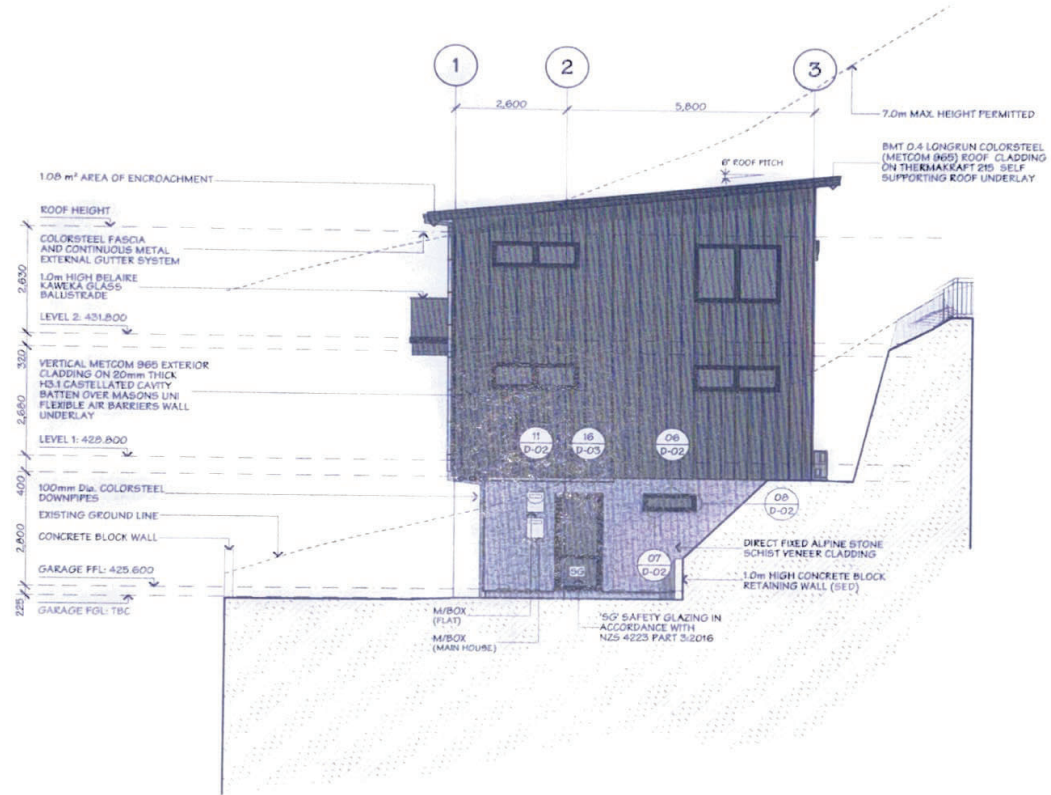 1
2
3
2,600
5,800
7.0m MAX. HEIGHT PERMITTED
BMT 0.4 LONGRUN COLORSTEEL
(METCOM 965) ROOF CLADDING
ON THERMAKRAFT 215 SELF
SUPPORTING ROOF UNDERLAY
6° ROOF PITCH
1.08 m² AREA OF ENCROACHMENT
ROOF HEIGHT
COLORSTEEL FASCIA
AND CONTINUOUS METAL
EXTERNAL GUTTER SYSTEM
1.0m HIGH BELAIRE
KAWEKA GLASS
BALUSTRADE
LEVEL 2: 431.800
VERTICAL METCOM 965 EXTERIOR
CLADDING ON 20mm THICK
H3.1 CASTELLATED CAVITY
BATTEN OVER MASONS UNI
FLEXIBLE AIR BARRIERS WALL
UNDERLAY
LEVEL 1: 428.800
100mm Dia. COLORSTEEL
DOWNPIPES
EXISTING GROUND LINE
CONCRETE BLOCK WALL
GARAGE FFL: 425.600
GARAGE FGL: TBC
2,630
320
2,680
400
2,800
225
11
D-02
16
D-03
06
D-02
08
D-02
07
D-02
SG
DIRECT FIXED ALPINE STONE
SCHIST VENEER CLADDING
1.0m HIGH CONCRETE BLOCK
RETAINING WALL (SED)
M/BOX
(FLAT)
M/BOX
(MAIN HOUSE)
'SG' SAFETY GLAZING IN
ACCORDANCE WITH
NZS 4223 PART 3:2016